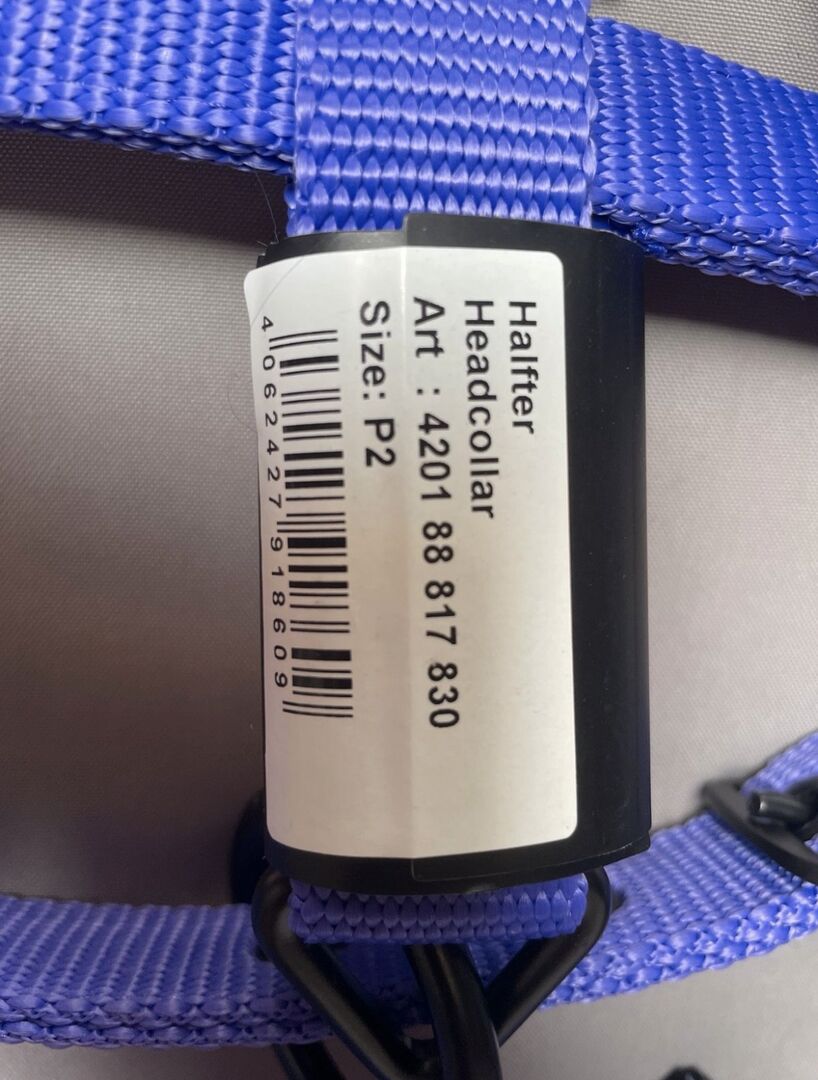 Halfter
Headcollar
Art : 4201 88 817 830
Size: P2
4062427918609